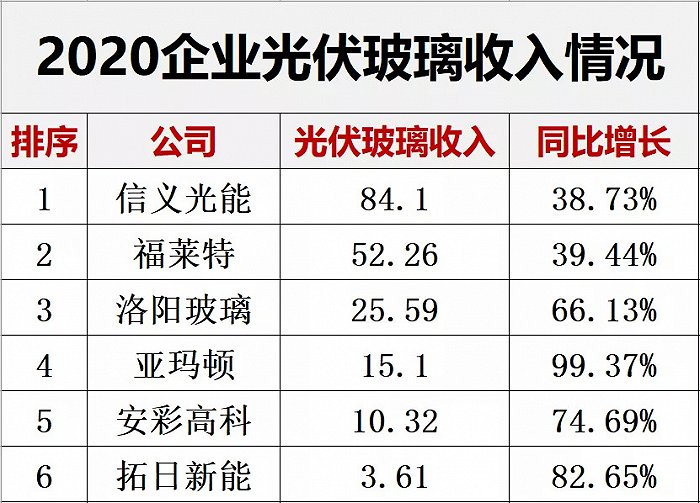 2020企业光伏玻璃收入情况
排序 公司 光伏玻璃收入 同比增长
1 信义光能 84.1 38.73%
2 福莱特 52.26 39.44%
3 洛阳玻璃 25.59 66.13%
4 亚玛顿 15.1 99.37%
5 安彩高科 10.32 74.69%
6 拓日新能 3.61 82.65%